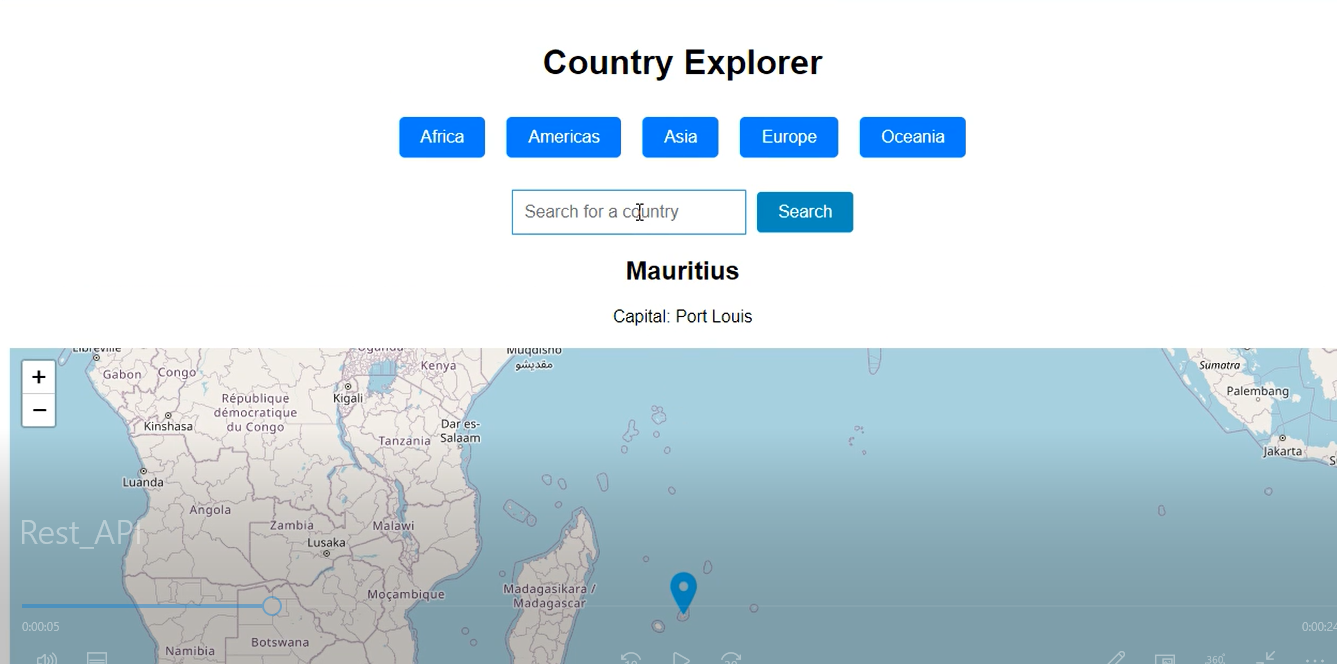 Country Explorer
Africa
Americas
Asia
Europe
Oceania
Search for a country
Search
Mauritius
Capital: Port Louis
+
−
Libreville
Gabon
Congo
Uganda
Kenya
Muqdisho
مقديشو
Kigali
République
démocratique
du Congo
Kinshasa
Dar es-
Salaam
Tanzania
Luanda
Angola
Zambia
Malawi
Lusaka
Moçambique
Madagasikara /
Madagascar
Namibia
Botswana
Sumatra
Palembang
Jakarta
Rest_API
0:00:05
0:00:24
360°